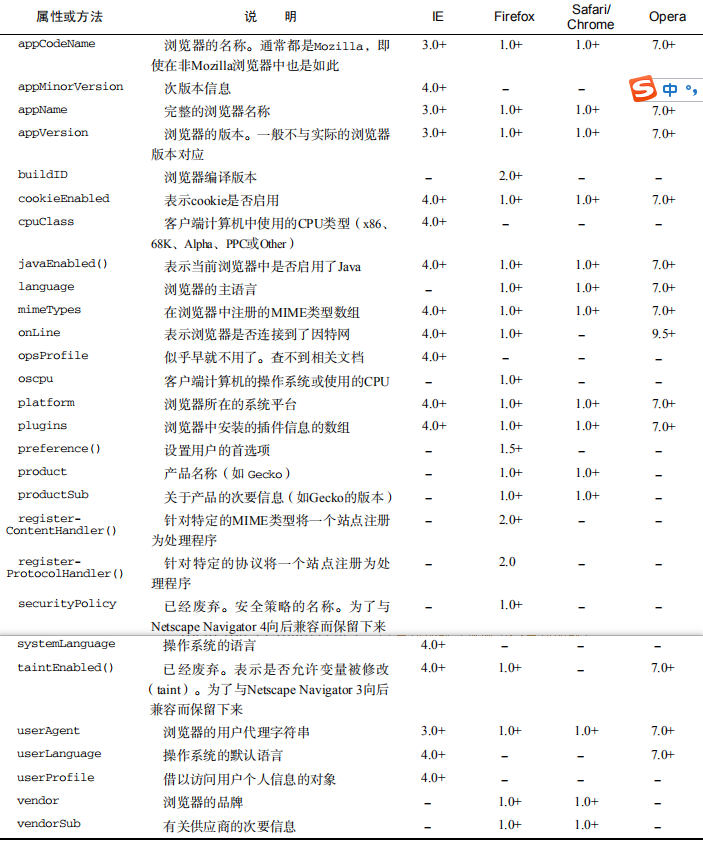 属性或方法 说 明 IE Firefox Safari/ Chrome Opera
appCodeName 浏览器的名称。通常都是Mozilla，即 3.0+ 1.0+ 1.0+ 7.0+
使在非Mozilla浏览器中也是如此
appMinorVersion 次版本信息 4.0+ – –
S 中 °,
appName 完整的浏览器名称 3.0+ 1.0+ 1.0+ 7.0+
appVersion 浏览器的版本。一般不与实际的浏览器 3.0+ 1.0+ 1.0+ 7.0+
版本对应
buildID 浏览器编译版本 – 2.0+ – –
cookieEnabled 表示cookie是否启用 4.0+ 1.0+ 1.0+ 7.0+
cpuClass 客户端计算机中使用的CPU类型（x86、 4.0+ – – –
68K、Alpha、PPC或Other）
javaEnabled() 表示当前浏览器中是否启用了Java 4.0+ 1.0+ 1.0+ 7.0+
language 浏览器的主语言 – 1.0+ 1.0+ 7.0+
mimeTypes 在浏览器中注册的MIME类型数组 4.0+ 1.0+ 1.0+ 7.0+
onLine 表示浏览器是否连接到了因特网 4.0+ 1.0+ – 9.5+
opsProfile 似乎早就不用了。查不到相关文档 4.0+ – – –
oscpu 客户端计算机的操作系统或使用的CPU – 1.0+ – –
platform 浏览器所在的系统平台 4.0+ 1.0+ 1.0+ 7.0+
plugins 浏览器中安装的插件信息的数组 4.0+ 1.0+ 1.0+ 7.0+
preference() 设置用户的首选项 – 1.5+ – –
product 产品名称（如 Gecko） – 1.0+ 1.0+ –
productSub 关于产品的次要信息（如Gecko的版本） – 1.0+ 1.0+ –
register- 针对特定的MIME类型将一个站点注册 – 2.0+ – –
ContentHandler() 为处理程序
register- 针对特定的协议将一个站点注册为处 – 2.0 – –
ProtocolHandler() 理程序
securityPolicy 已经废弃。安全策略的名称。为了与 – 1.0+ – –
Netscape Navigator 4向后兼容而保留下来
systemLanguage 操作系统的语言 4.0+ – – –
taintEnabled() 已经废弃。表示是否允许变量被修改 4.0+ 1.0+ – 7.0+
（taint）。为了与Netscape Navigator 3向后
兼容而保留下来
userAgent 浏览器的用户代理字符串 3.0+ 1.0+ 1.0+ 7.0+
userLanguage 操作系统的默认语言 4.0+ – – 7.0+
userProfile 借以访问用户个人信息的对象 4.0+ – – –
vendor 浏览器的品牌 – 1.0+ 1.0+ –
vendorSub 有关供应商的次要信息 – 1.0+ 1.0+ –